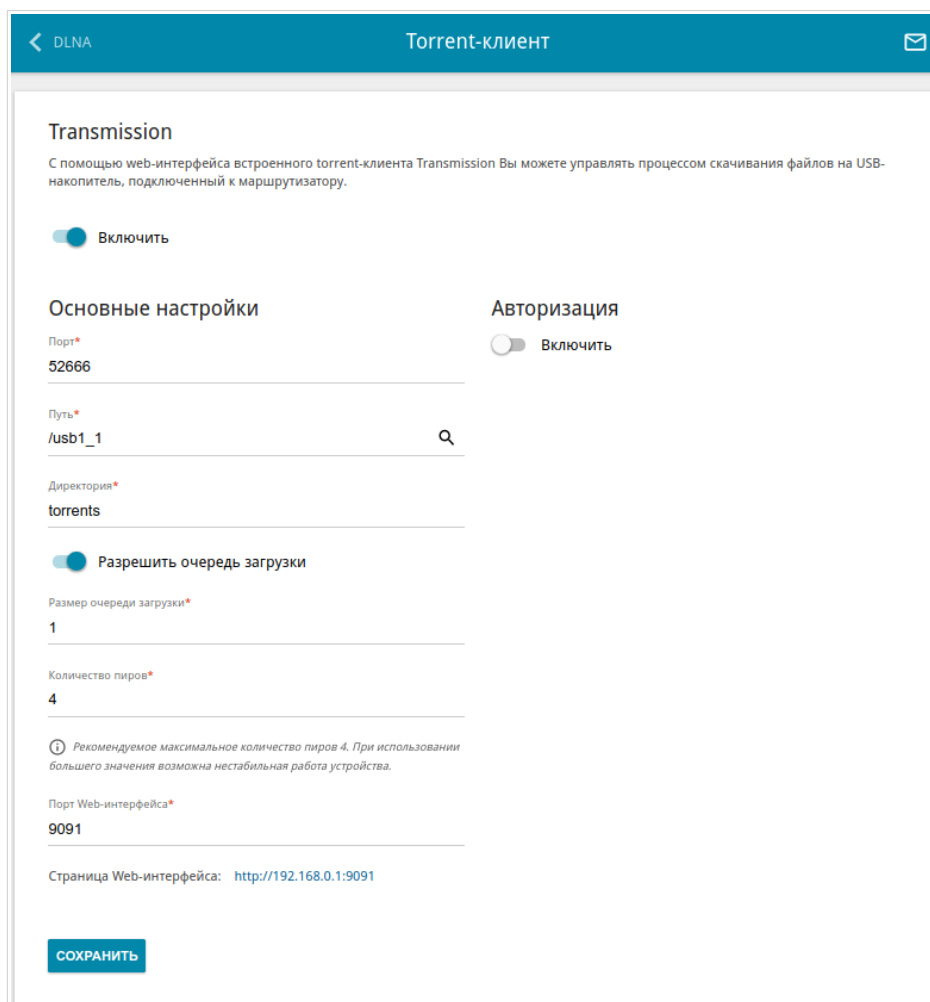 DLNA
Torrent-клиент
Transmission
С помощью web-интерфейса встроенного torrent-клиента Transmission Вы можете управлять процессом скачивания файлов на USB-
накопитель, подключенный к маршрутизатору.
Включить
Основные настройки
Порт*
52666
Путь*
/usb1_1
Директория*
torrents
Разрешить очередь загрузки
Размер очереди загрузки*
1
Количество пиров*
4
Рекомендуемое максимальное количество пиров 4. При использовании
большего значения возможна нестабильная работа устройства.
Порт Web-интерфейса*
9091
Страница Web-интерфейса: http://192.168.0.1:9091
СОХРАНИТЬ
Авторизация
Включить